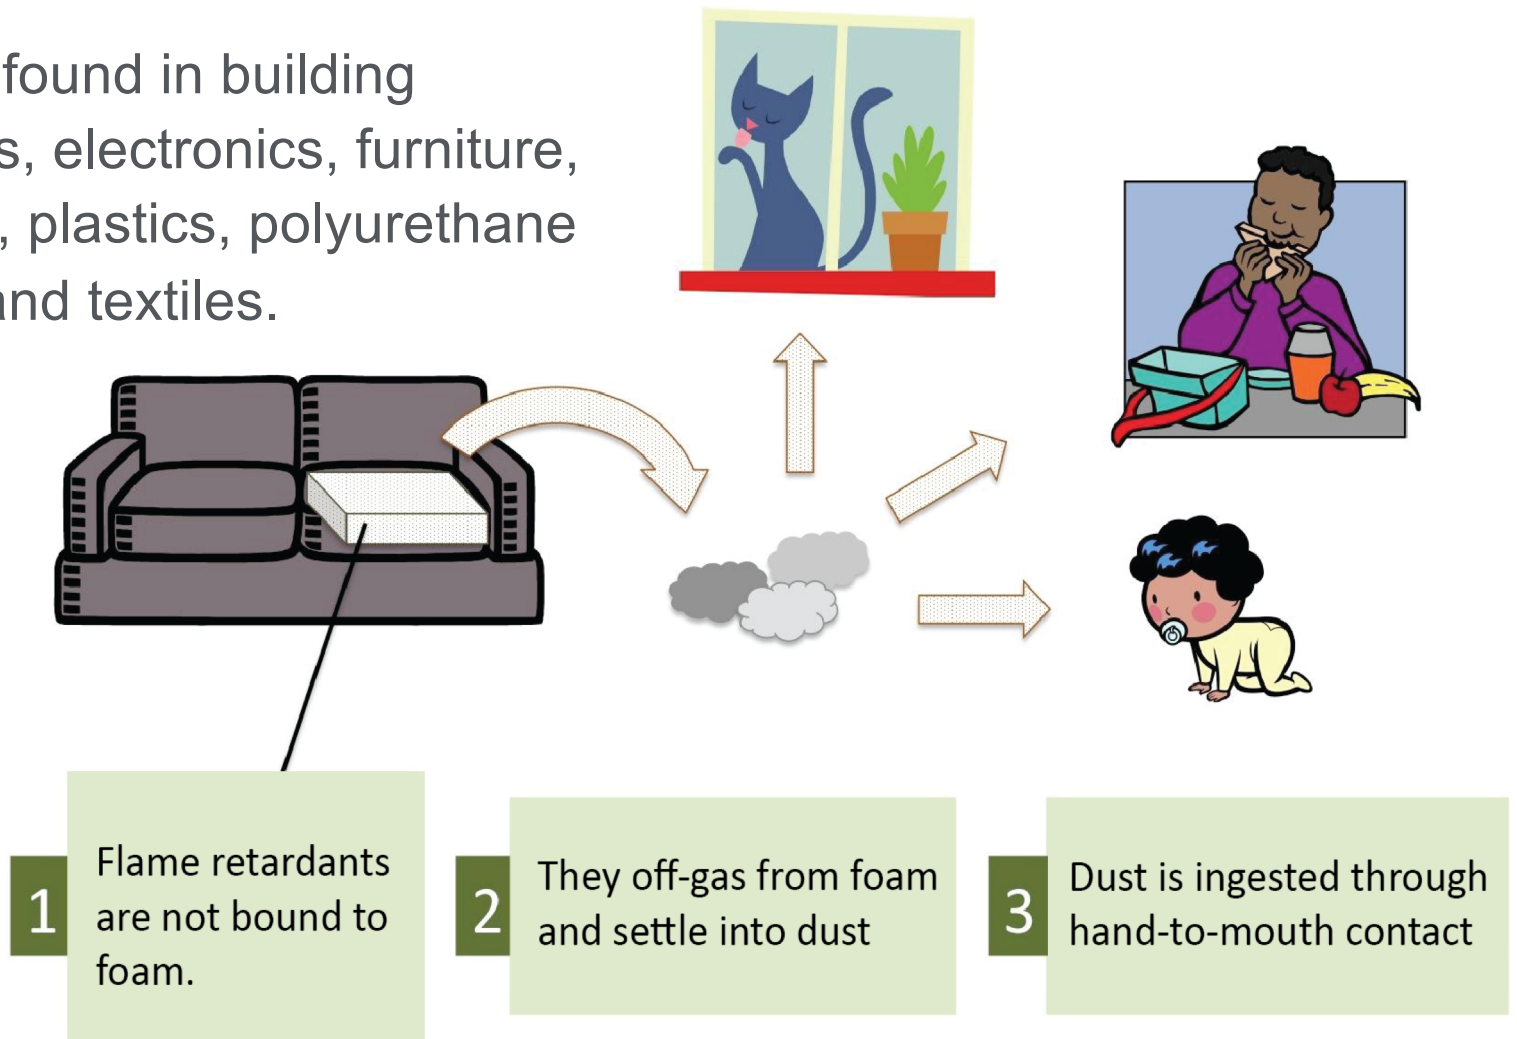 found in building
s, electronics, furniture,
, plastics, polyurethane
and textiles.
1
Flame retardants
are not bound to
foam.
2
They off-gas from foam
and settle into dust
3
Dust is ingested through
hand-to-mouth contact